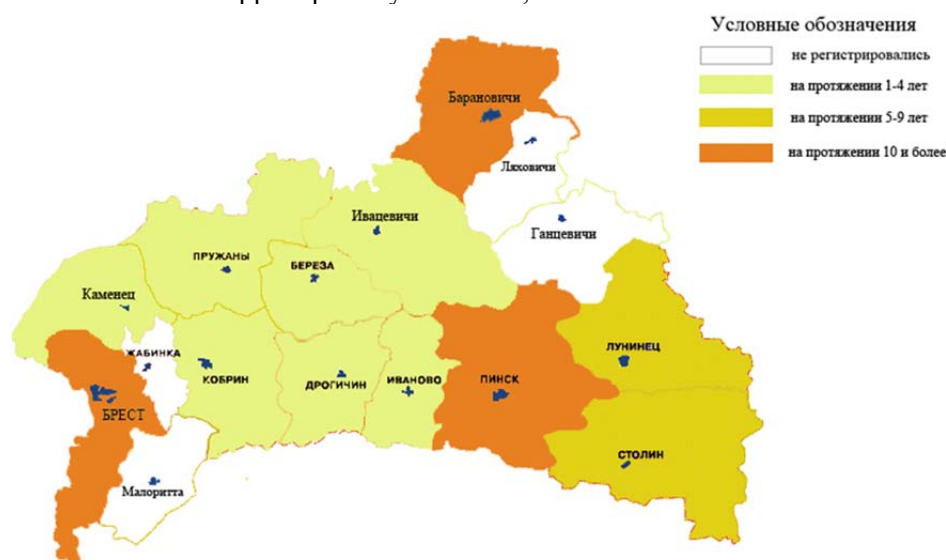 Условные обозначения
не регистрировались
на протяжении 1-4 лет
на протяжении 5-9 лет
на протяжении 10 и более
Барановичи
Ляховичи
Ивацевичи
Ганцевичи
ПРУЖАНЫ
БЕРЕЗА
Каменец
ЖАБИНКА
КОБРИН
ДРОГИЧИН
ИВАНОВО
ПИНСК
ЛУНИНЕЦ
БРЕСТ
СТОЛИН
Малоритта